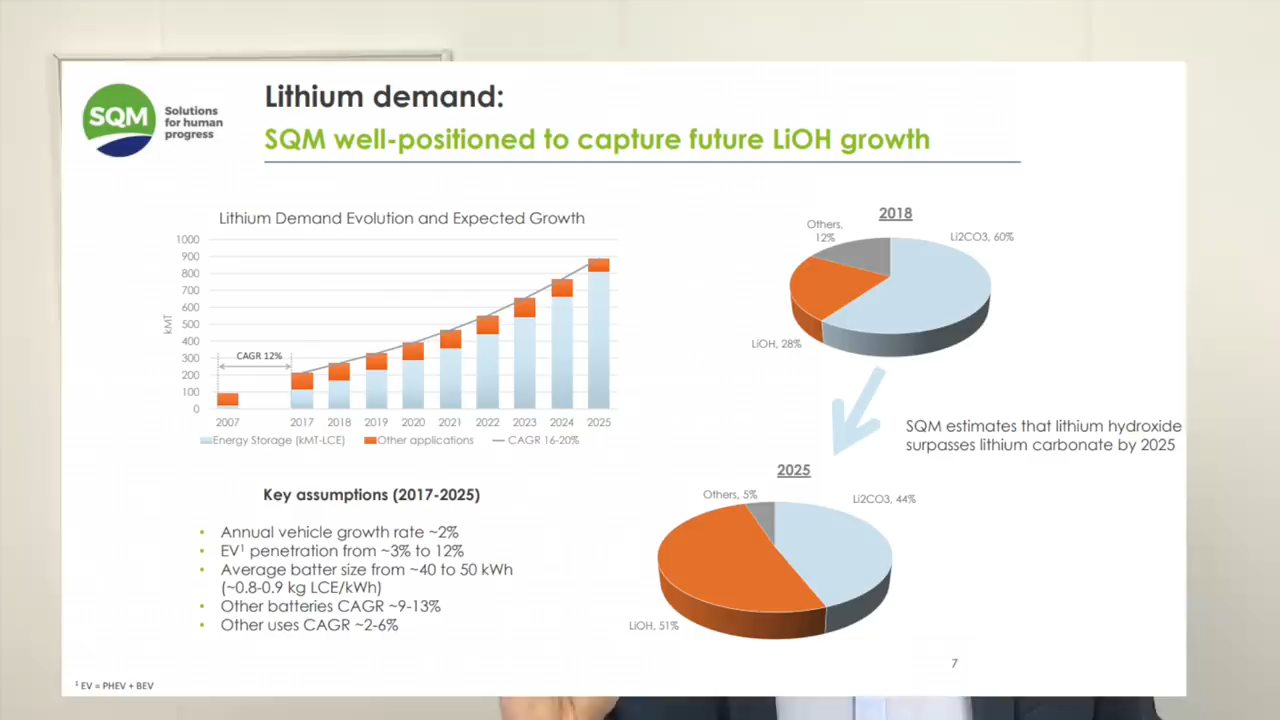 SQM
Solutions
for human
progress
Lithium demand:
SQM well-positioned to capture future LiOH growth
Lithium Demand Evolution and Expected Growth
1000
900
800
700
600
500
400
300
200
100
0
kMT
CAGR 12%
2007 2017 2018 2019 2020 2021 2022 2023 2024 2025
Energy Storage (kMT-LCE) Other applications CAGR 16-20%
Key assumptions (2017-2025)
• Annual vehicle growth rate ~2%
• EV¹ penetration from ~3% to 12%
• Average batter size from ~40 to 50 kWh
(~0.8-0.9 kg LCE/kWh)
• Other batteries CAGR ~9-13%
• Other uses CAGR ~2-6%
¹ EV = PHEV + BEV
2018
Others,
12%
Li2CO3, 60%
LiOH, 28%
SQM estimates that lithium hydroxide
surpasses lithium carbonate by 2025
2025
Others, 5%
Li2CO3, 44%
LiOH, 51%
7